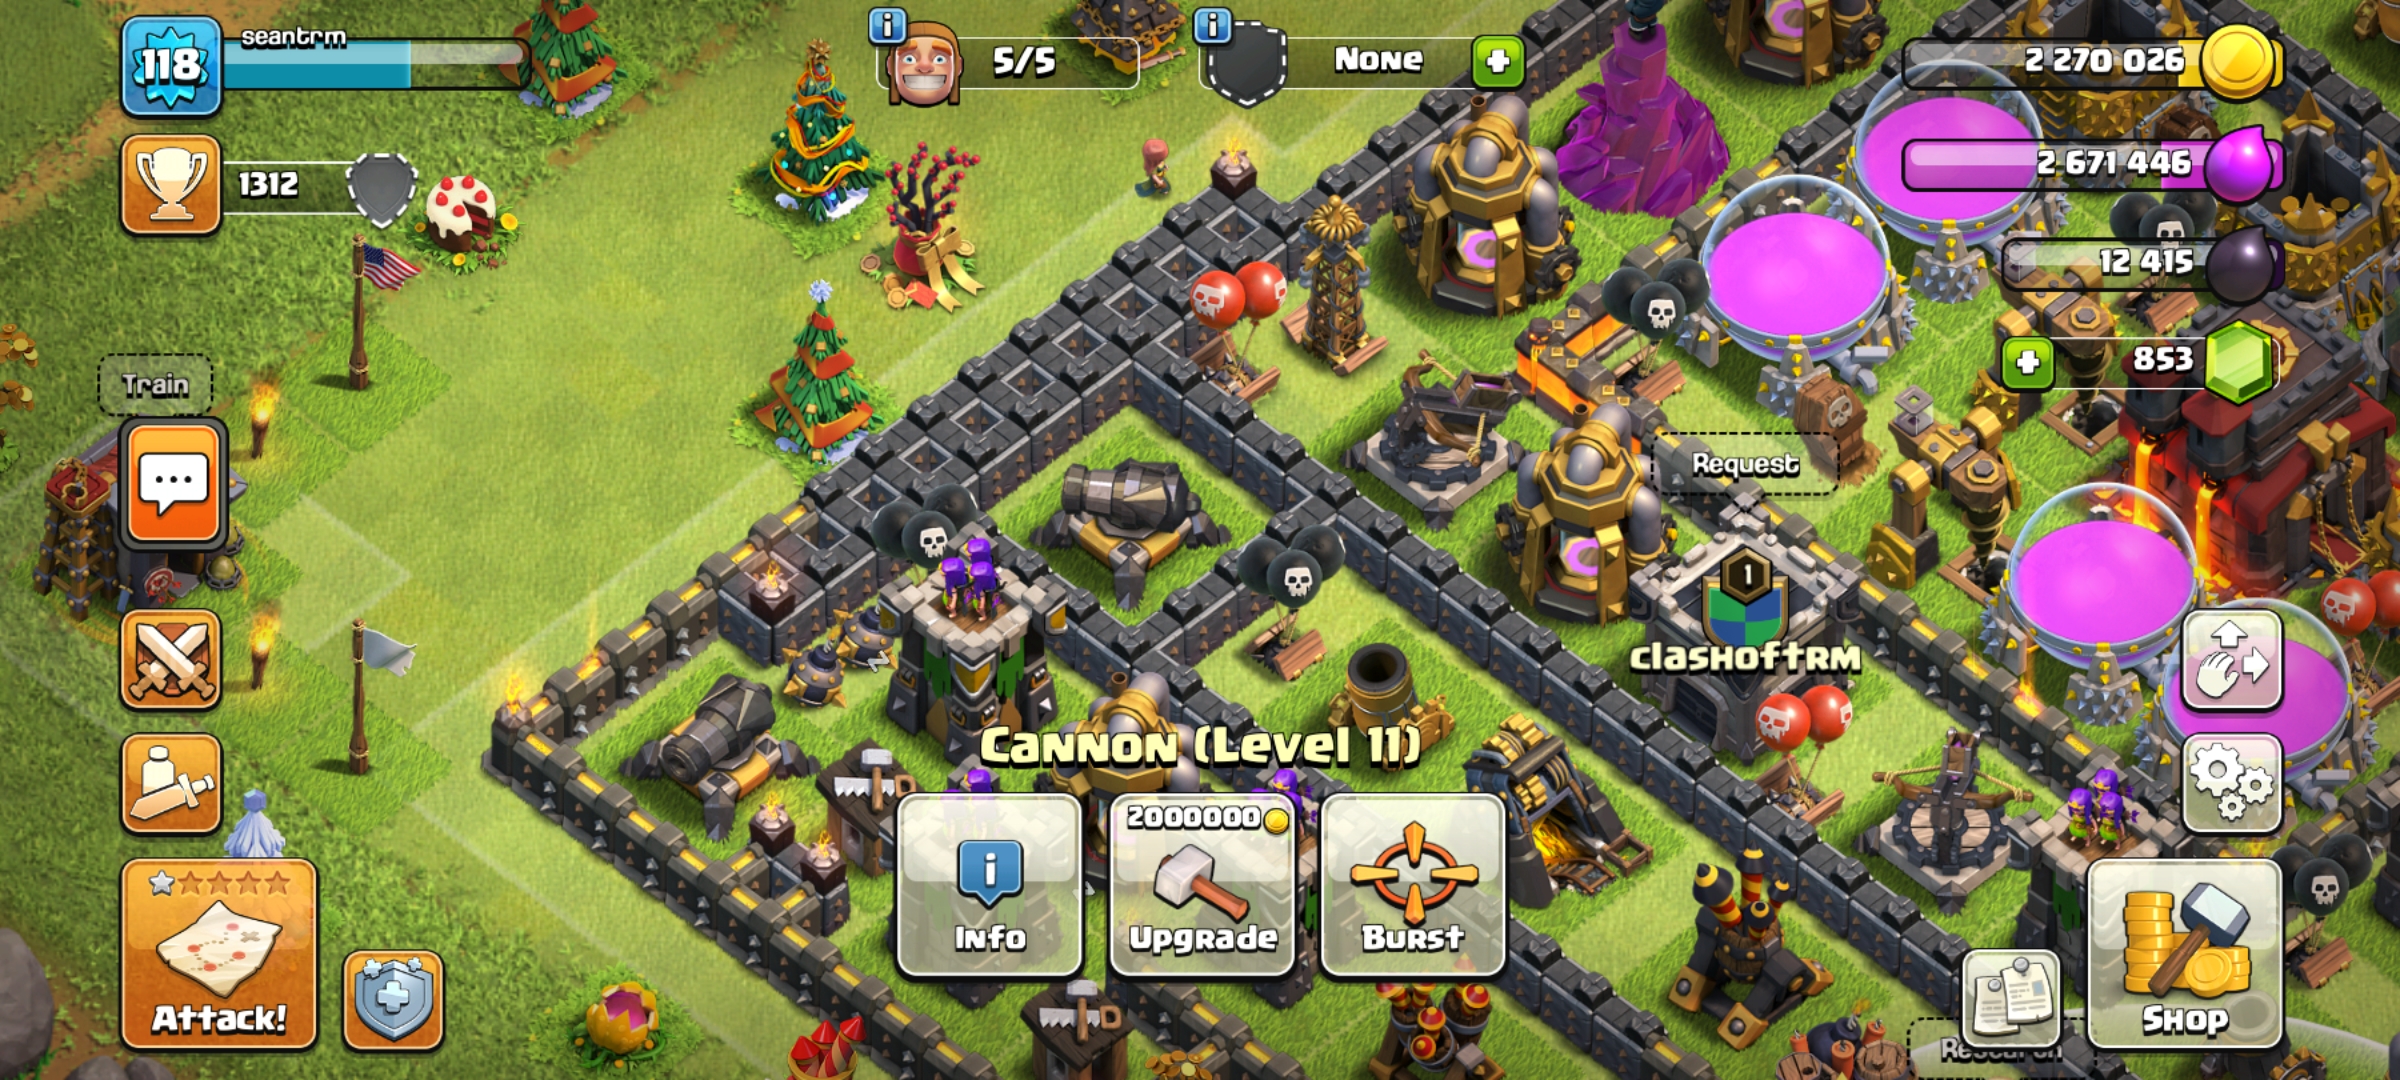 118
seantrm
5/5
None
2 270 026
1312
2 671 446
12 415
853
Train
Request
1
clashoftRM
Cannon (Level 11)
2000000
Info
Upgrade
Burst
Attack!
Shop
Research